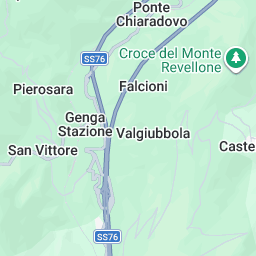 Ponte
Chiaradovo
Croce del Monte
Revellone
SS76
Falcioni
Pierosara
Genga
Stazione
Valgiubbola
San Vittore
Caste
SS76